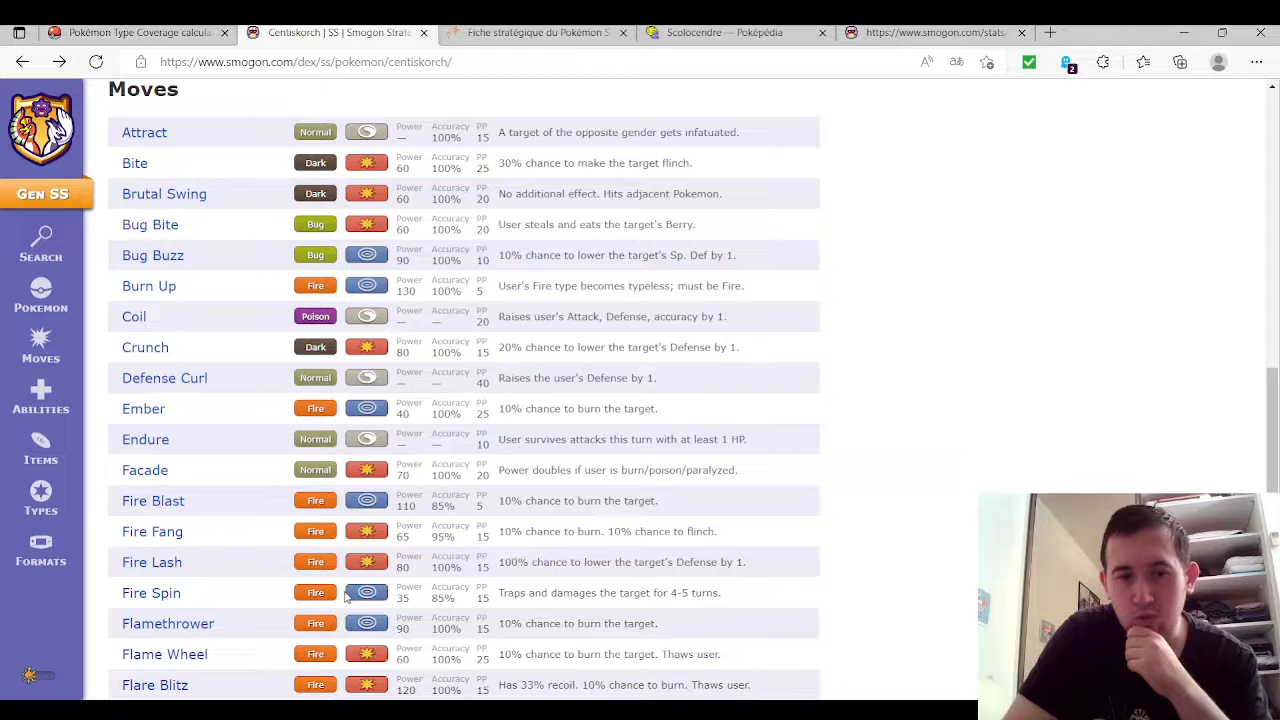 Pokémon Type Coverage calcula
Centiskorch | SS | Smogon Strate
Fiche stratégique du Pokémon S
Scolocendre — Poképédia
https://www.smogon.com/stats/
https://www.smogon.com/dex/ss/pokemon/centiskorch/
2
GEN SS
SEARCH
POKEMON
MOVES
ABILITIES
ITEMS
TYPES
FORMATS
Moves
Attract Normal Power — Accuracy 100% PP 15 A target of the opposite gender gets infatuated.
Bite Dark Power 60 Accuracy 100% PP 25 30% chance to make the target flinch.
Brutal Swing Dark Power 60 Accuracy 100% PP 20 No additional effect. Hits adjacent Pokemon.
Bug Bite Bug Power 60 Accuracy 100% PP 20 User steals and eats the target's Berry.
Bug Buzz Bug Power 90 Accuracy 100% PP 10 10% chance to lower the target's Sp. Def by 1.
Burn Up Fire Power 130 Accuracy 100% PP 5 User's Fire type becomes typeless; must be Fire.
Coil Poison Power — Accuracy — PP 20 Raises user's Attack, Defense, accuracy by 1.
Crunch Dark Power 80 Accuracy 100% PP 15 20% chance to lower the target's Defense by 1.
Defense Curl Normal Power — Accuracy — PP 40 Raises the user's Defense by 1.
Ember Fire Power 40 Accuracy 100% PP 25 10% chance to burn the target.
Endure Normal Power — Accuracy — PP 10 User survives attacks this turn with at least 1 HP.
Facade Normal Power 70 Accuracy 100% PP 20 Power doubles if user is burn/poison/paralyzed.
Fire Blast Fire Power 110 Accuracy 85% PP 5 10% chance to burn the target.
Fire Fang Fire Power 65 Accuracy 95% PP 15 10% chance to burn. 10% chance to flinch.
Fire Lash Fire Power 80 Accuracy 100% PP 15 100% chance to lower the target's Defense by 1.
Fire Spin Fire Power 35 Accuracy 85% PP 15 Traps and damages the target for 4-5 turns.
Flamethrower Fire Power 90 Accuracy 100% PP 15 10% chance to burn the target.
Flame Wheel Fire Power 60 Accuracy 100% PP 25 10% chance to burn the target. Thaws user.
Flare Blitz Fire Power 120 Accuracy 100% PP 15 Has 33% recoil. 10% chance to burn. Thaws user.